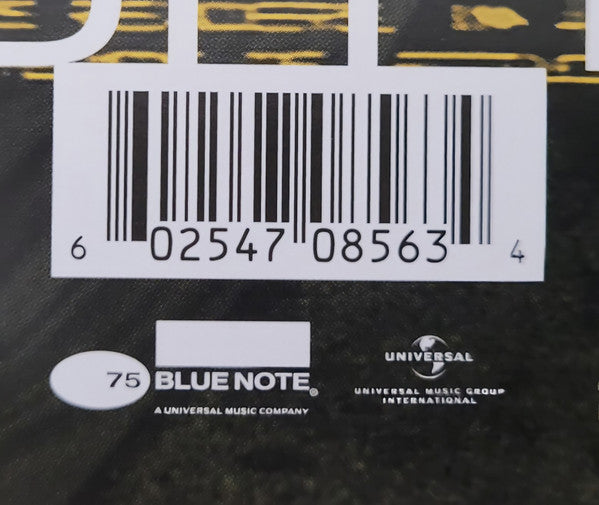 6 02547 08563 4
75 BLUE NOTE®
A UNIVERSAL MUSIC COMPANY
UNIVERSAL
UNIVERSAL MUSIC GROUP
INTERNATIONAL